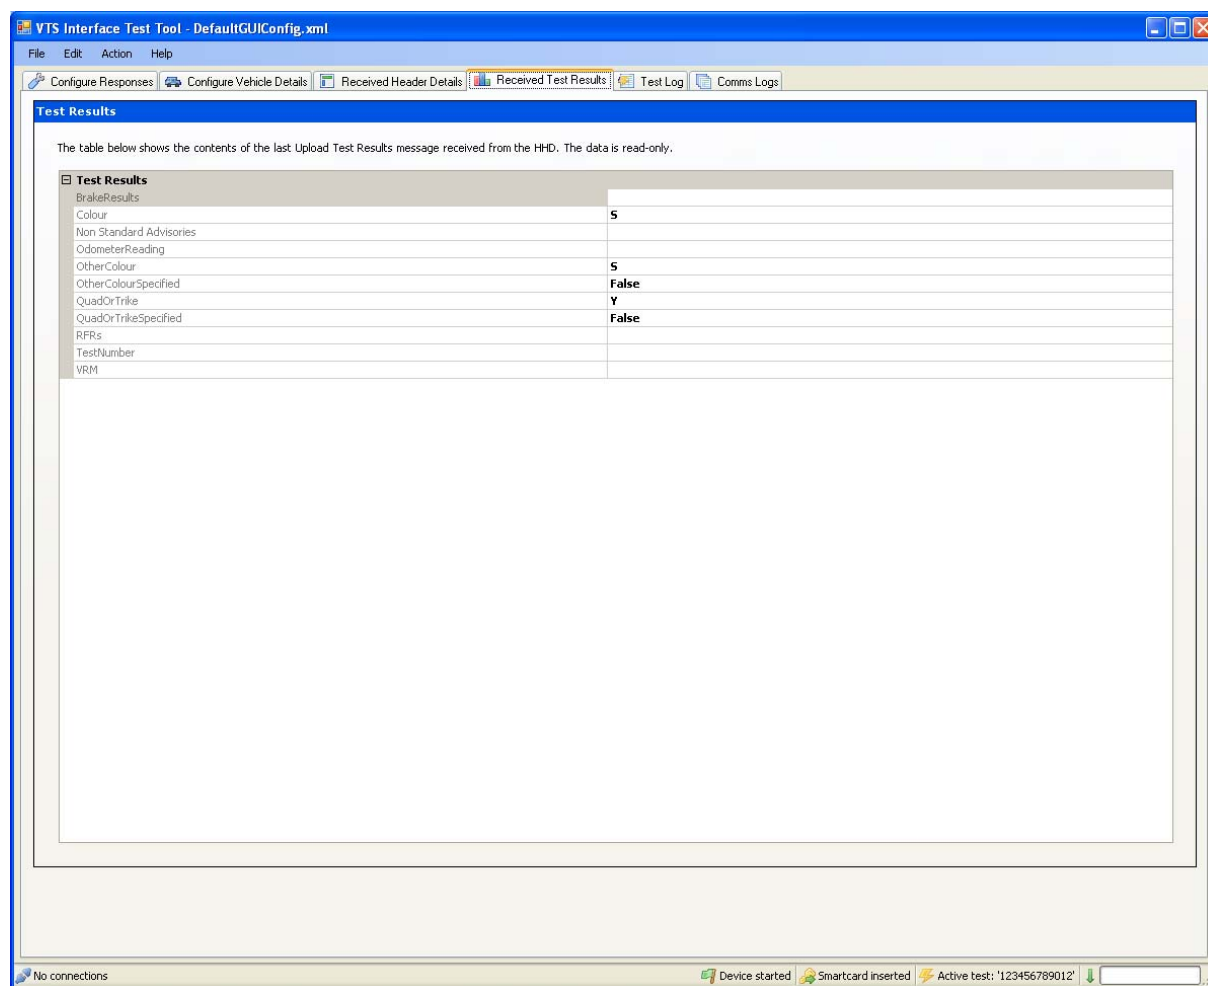 VTS Interface Test Tool - DefaultGUIConfig.xml
File Edit Action Help
Configure Responses Configure Vehicle Details Received Header Details Received Test Results Test Log Comms Logs
Test Results
The table below shows the contents of the last Upload Test Results message received from the HHD. The data is read-only.
Test Results
BrakeResults
Colour S
Non Standard Advisories
OdometerReading
OtherColour S
OtherColourSpecified False
QuadOrTrike Y
QuadOrTrikeSpecified False
RFRs
TestNumber
VRM
No connections Device started Smartcard inserted Active test: '123456789012'